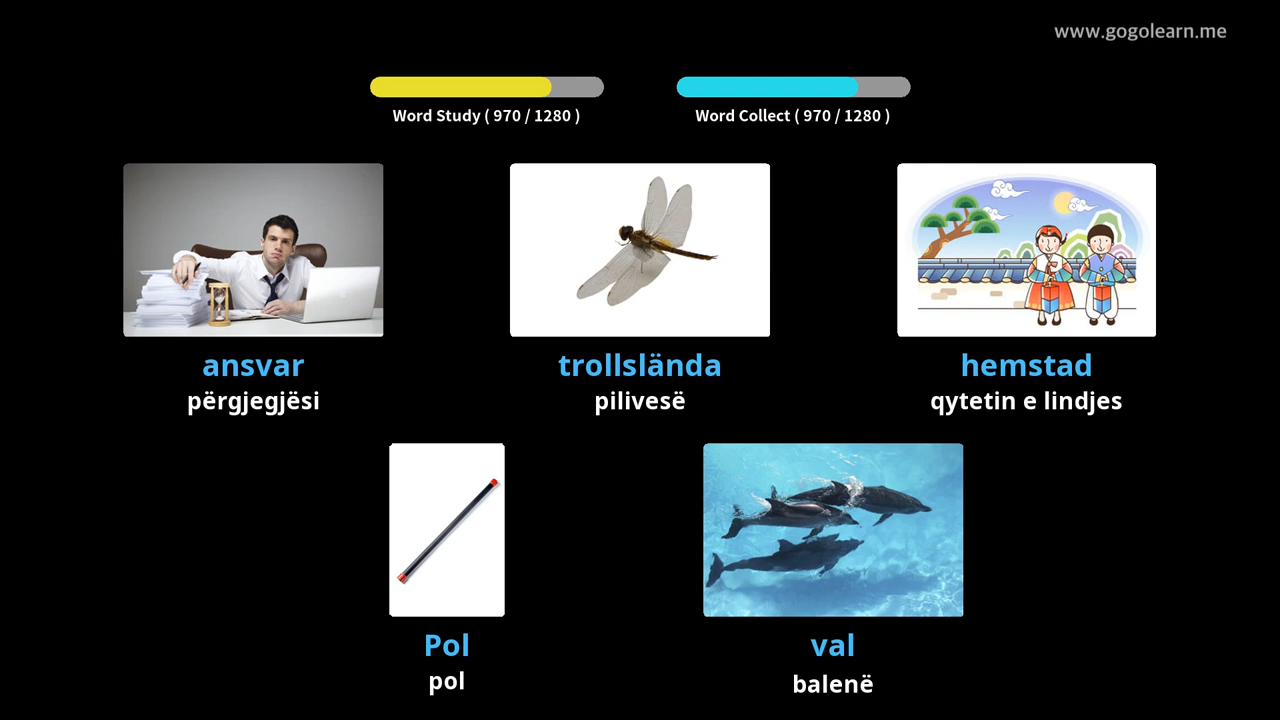 www.gogolearn.me
Word Study ( 970 / 1280 )
Word Collect ( 970 / 1280 )
ansvar
përgjegjësi
trollslända
pilivesë
hemstad
qytetin e lindjes
Pol
pol
val
balenë